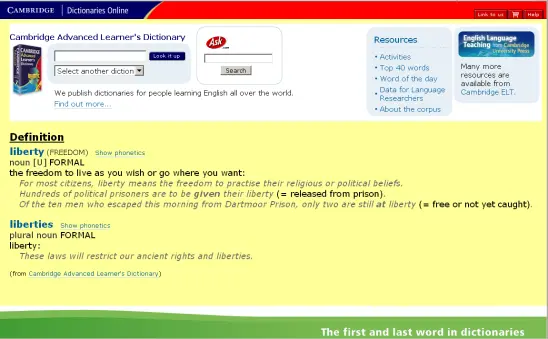 CAMBRIDGE Dictionaries Online
Link to us Help
Cambridge Advanced Learner's Dictionary
Look it up
Select another diction
We publish dictionaries for people learning English all over the world.
Find out more...
Ask
Search
Resources
• Activities
• Top 40 words
• Word of the day
• Data for Language
Researchers
• About the corpus
English Language
Teaching from Cambridge
University Press
Many more
resources are
available from
Cambridge ELT.
Definition
liberty (FREEDOM) Show phonetics
noun [U] FORMAL
the freedom to live as you wish or go where you want:
For most citizens, liberty means the freedom to practise their religious or political beliefs.
Hundreds of political prisoners are to be given their liberty (= released from prison).
Of the ten men who escaped this morning from Dartmoor Prison, only two are still at liberty (= free or not yet caught).
liberties Show phonetics
plural noun FORMAL
liberty:
These laws will restrict our ancient rights and liberties.
(from Cambridge Advanced Learner's Dictionary)
The first and last word in dictionaries